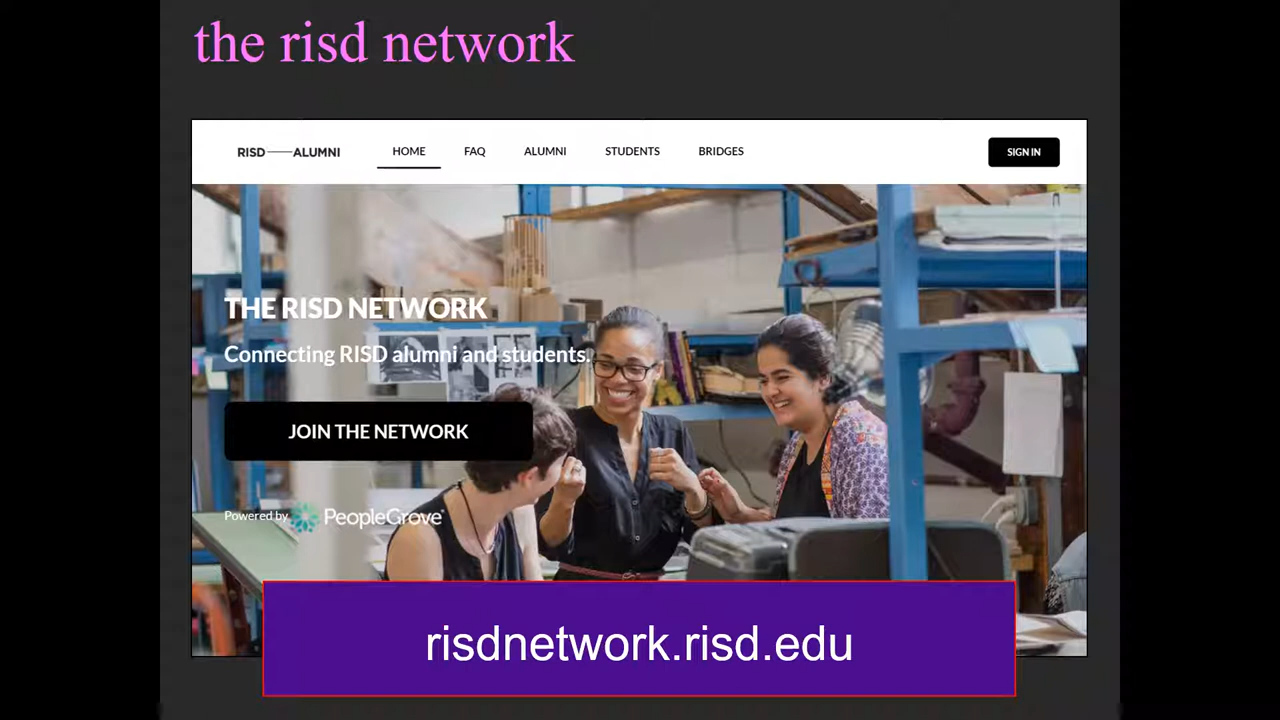 the risd network
RISD ALUMNI
HOME
FAQ
ALUMNI
STUDENTS
BRIDGES
SIGN IN
THE RISD NETWORK
Connecting RISD alumni and students.
JOIN THE NETWORK
Powered by PeopleGrove
risdnetwork.risd.edu